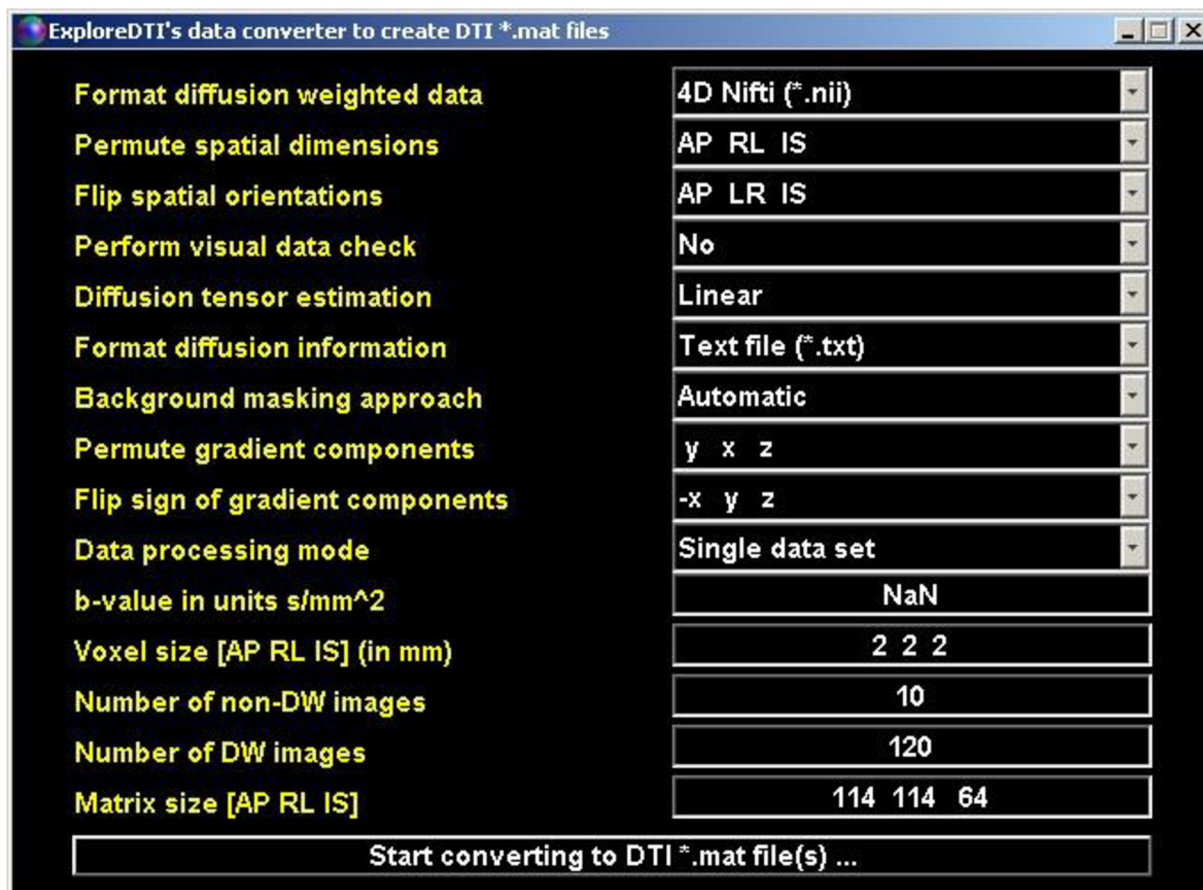 ExploreDTI's data converter to create DTI *.mat files
Format diffusion weighted data 4D Nifti (*.nii)
Permute spatial dimensions AP RL IS
Flip spatial orientations AP LR IS
Perform visual data check No
Diffusion tensor estimation Linear
Format diffusion information Text file (*.txt)
Background masking approach Automatic
Permute gradient components y x z
Flip sign of gradient components -x y z
Data processing mode Single data set
b-value in units s/mm^2 NaN
Voxel size [AP RL IS] (in mm) 2 2 2
Number of non-DW images 10
Number of DW images 120
Matrix size [AP RL IS] 114 114 64
Start converting to DTI *.mat file(s) ...